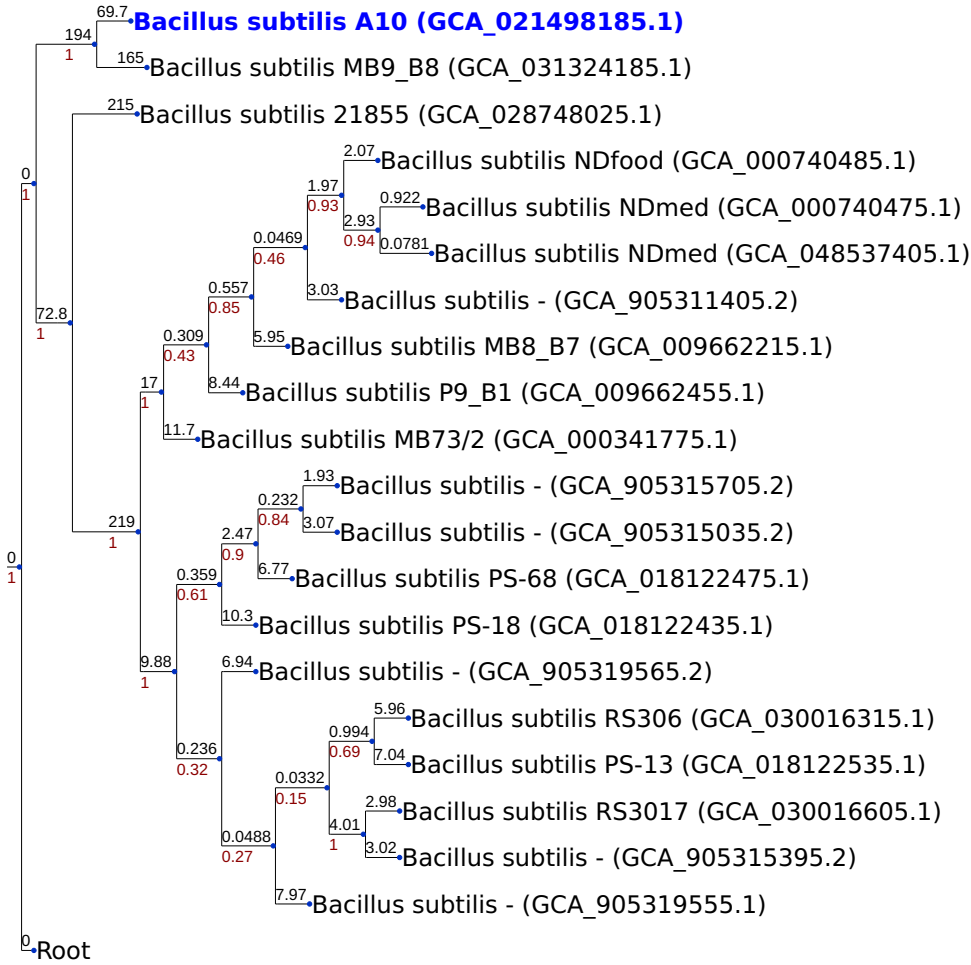 69.7
Bacillus subtilis A10 (GCA_021498185.1)
194
1
165
Bacillus subtilis MB9_B8 (GCA_031324185.1)
215
Bacillus subtilis 21855 (GCA_028748025.1)
2.07
Bacillus subtilis NDfood (GCA_000740485.1)
0
1
1.97
0.93
0.922
Bacillus subtilis NDmed (GCA_000740475.1)
2.93
0.94
0.0781
Bacillus subtilis NDmed (GCA_048537405.1)
0.0469
0.46
3.03
Bacillus subtilis - (GCA_905311405.2)
0.557
0.85
72.8
1
5.95
Bacillus subtilis MB8_B7 (GCA_009662215.1)
0.309
0.43
8.44
Bacillus subtilis P9_B1 (GCA_009662455.1)
17
1
11.7
Bacillus subtilis MB73/2 (GCA_000341775.1)
1.93
Bacillus subtilis - (GCA_905315705.2)
0.232
0.84
219
1
3.07
Bacillus subtilis - (GCA_905315035.2)
2.47
0.9
0
1
6.77
Bacillus subtilis PS-68 (GCA_018122475.1)
0.359
0.61
10.3
Bacillus subtilis PS-18 (GCA_018122435.1)
9.88
1
6.94
Bacillus subtilis - (GCA_905319565.2)
5.96
Bacillus subtilis RS306 (GCA_030016315.1)
0.994
0.69
0.236
0.32
7.04
Bacillus subtilis PS-13 (GCA_018122535.1)
0.0332
0.15
2.98
Bacillus subtilis RS3017 (GCA_030016605.1)
4.01
1
0.0488
0.27
3.02
Bacillus subtilis - (GCA_905315395.2)
7.97
Bacillus subtilis - (GCA_905319555.1)
0
Root